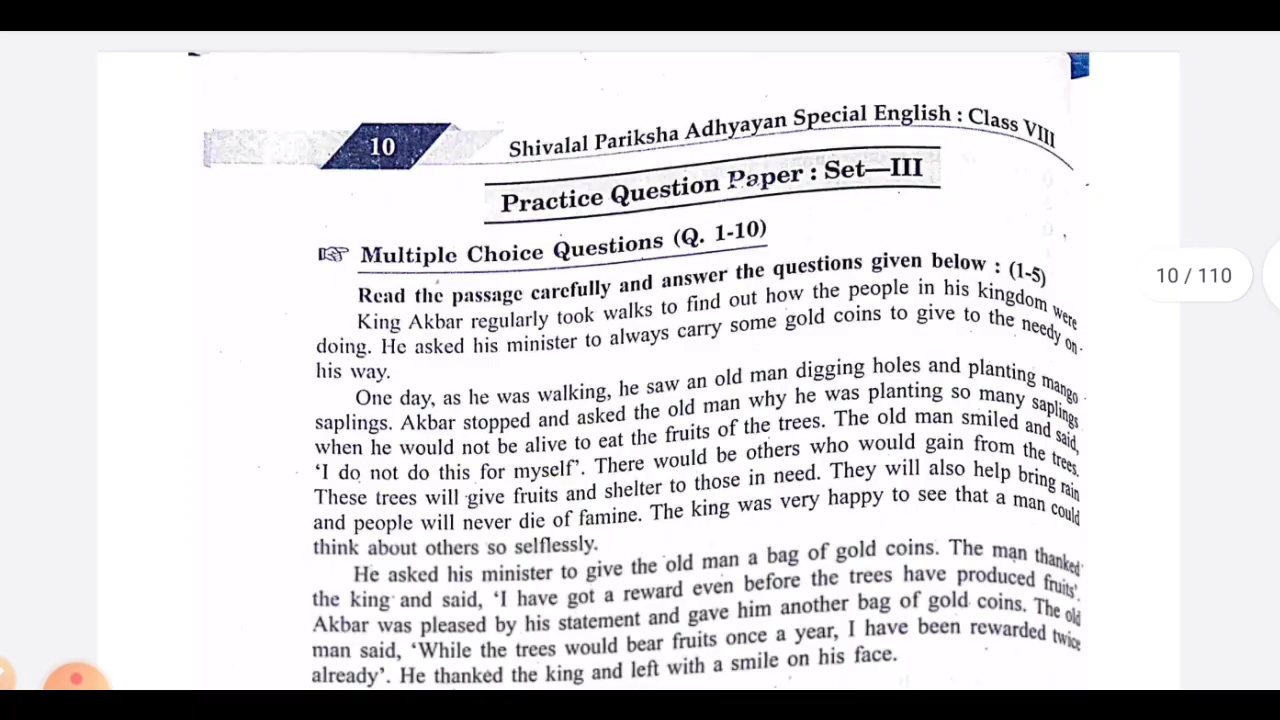 10
Shivalal Pariksha Adhyayan Special English : Class VIII
Practice Question Paper : Set—III
Multiple Choice Questions (Q. 1-10)
Read the passage carefully and answer the questions given below : (1-5)
King Akbar regularly took walks to find out how the people in his kingdom were
doing. He asked his minister to always carry some gold coins to give to the needy on
his way.
One day, as he was walking, he saw an old man digging holes and planting mango
saplings. Akbar stopped and asked the old man why he was planting so many saplings
when he would not be alive to eat the fruits of the trees. The old man smiled and said,
‘I do not do this for myself’. There would be others who would gain from the trees.
These trees will give fruits and shelter to those in need. They will also help bring rain
and people will never die of famine. The king was very happy to see that a man could
think about others so selflessly.
He asked his minister to give the old man a bag of gold coins. The man thanked
the king and said, ‘I have got a reward even before the trees have produced fruits’.
Akbar was pleased by his statement and gave him another bag of gold coins. The old
man said, ‘While the trees would bear fruits once a year, I have been rewarded twice
already’. He thanked the king and left with a smile on his face.
10 / 110